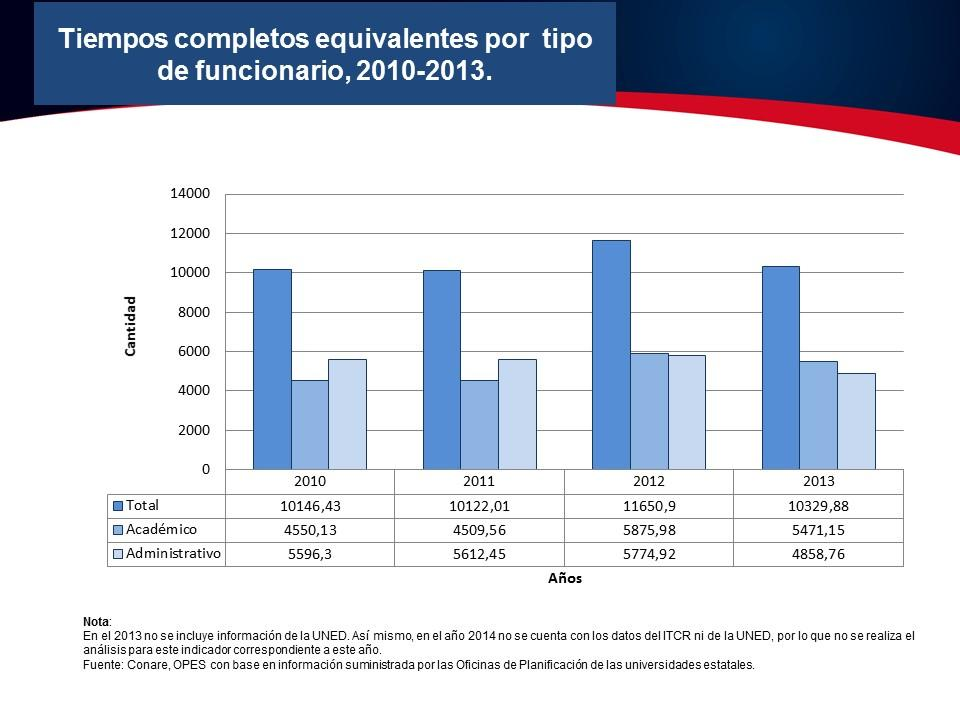 Tiempos completos equivalentes por tipo
de funcionario, 2010-2013.
14000
12000
10000
8000
6000
4000
2000
0
Cantidad
2010 2011 2012 2013
Total 10146,43 10122,01 11650,9 10329,88
Académico 4550,13 4509,56 5875,98 5471,15
Administrativo 5596,3 5612,45 5774,92 4858,76
Años
Nota:
En el 2013 no se incluye información de la UNED. Así mismo, en el año 2014 no se cuenta con los datos del ITCR ni de la UNED, por lo que no se realiza el
análisis para este indicador correspondiente a este año.
Fuente: Conare, OPES con base en información suministrada por las Oficinas de Planificación de las universidades estatales.